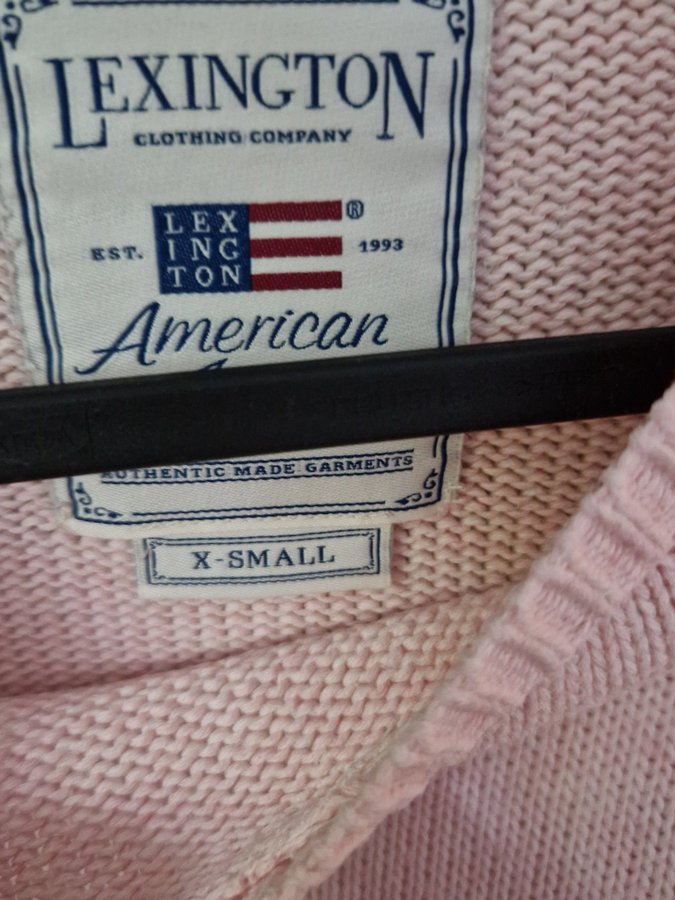 LEXINGTON
CLOTHING COMPANY
LEX
ING
TON
®
EST.
1993
American
AUTHENTIC MADE GARMENTS
X-SMALL